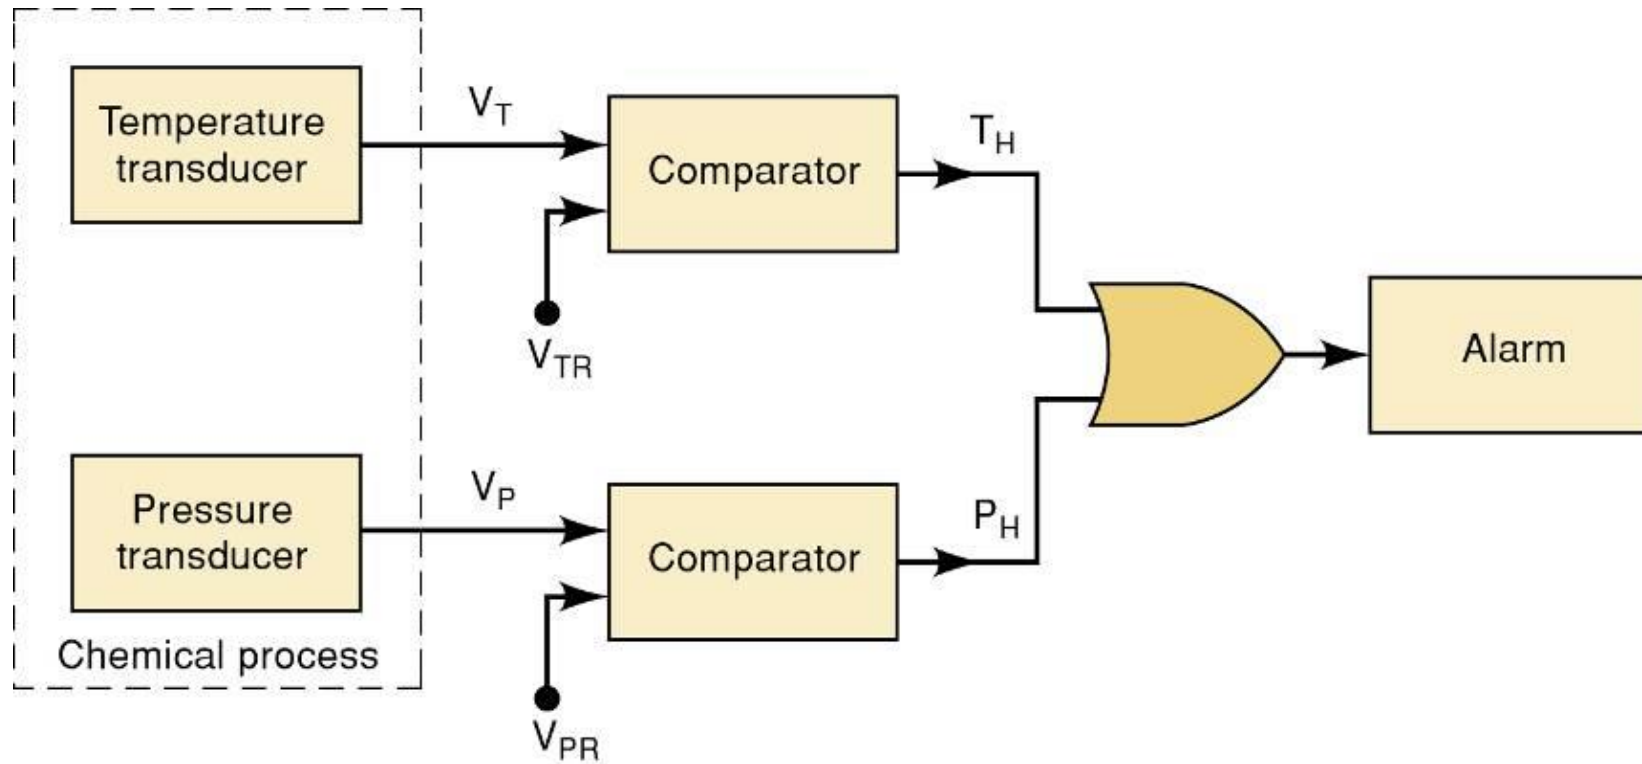 Temperature
transducer
V_T
Comparator
T_H
V_TR
Alarm
Pressure
transducer
V_P
Comparator
P_H
Chemical process
V_PR